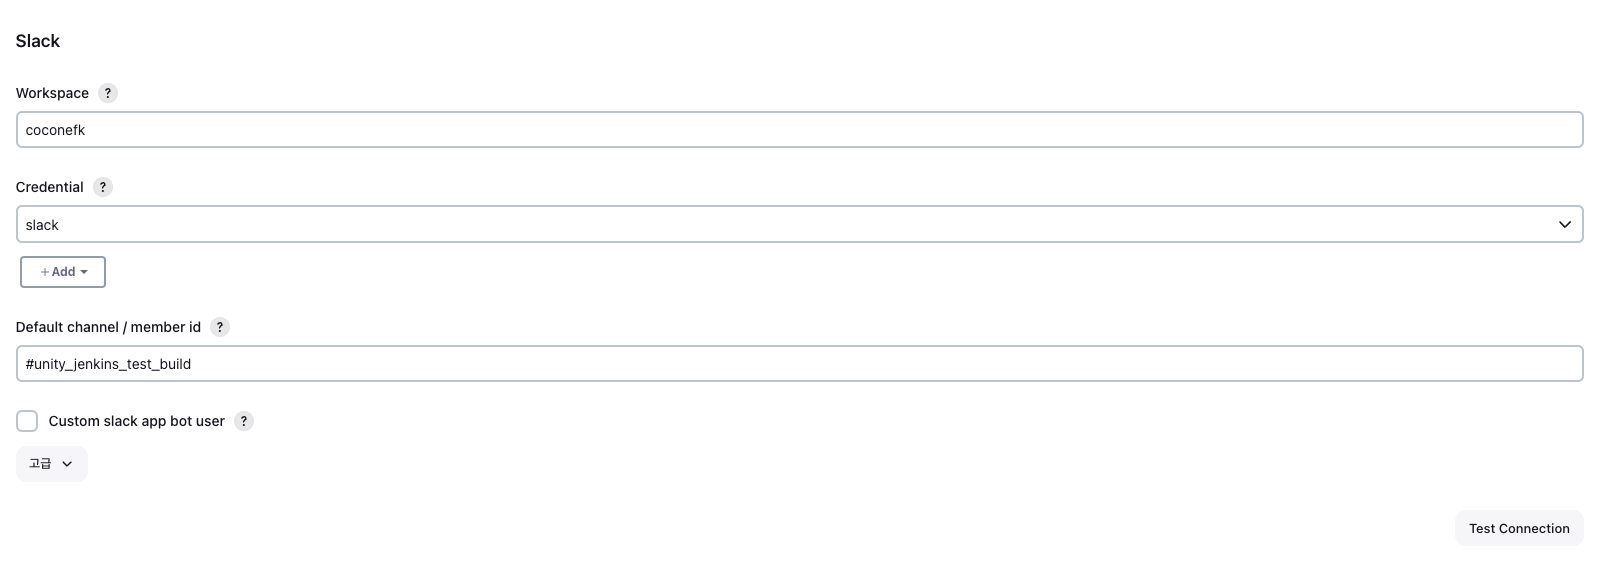 Slack
Workspace ?
coconefk
Credential ?
slack
+ Add
Default channel / member id ?
#unity_jenkins_test_build
Custom slack app bot user ?
고급
Test Connection